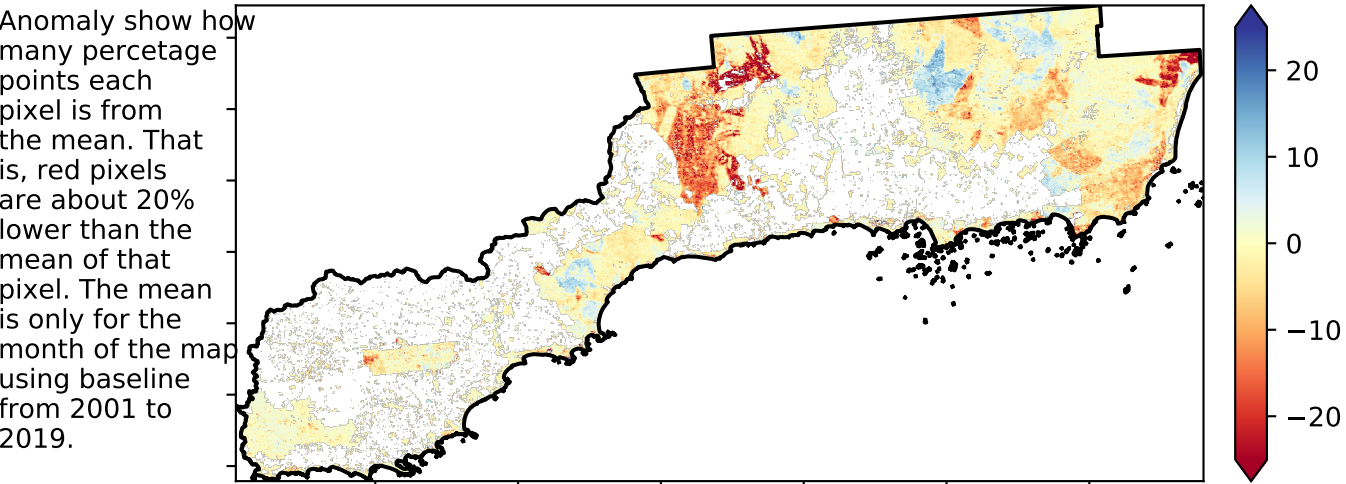 Anomaly show how
many percetage
points each
pixel is from
the mean. That
is, red pixels
are about 20%
lower than the
mean of that
pixel. The mean
is only for the
month of the map
using baseline
from 2001 to
2019.
20
10
0
−10
−20